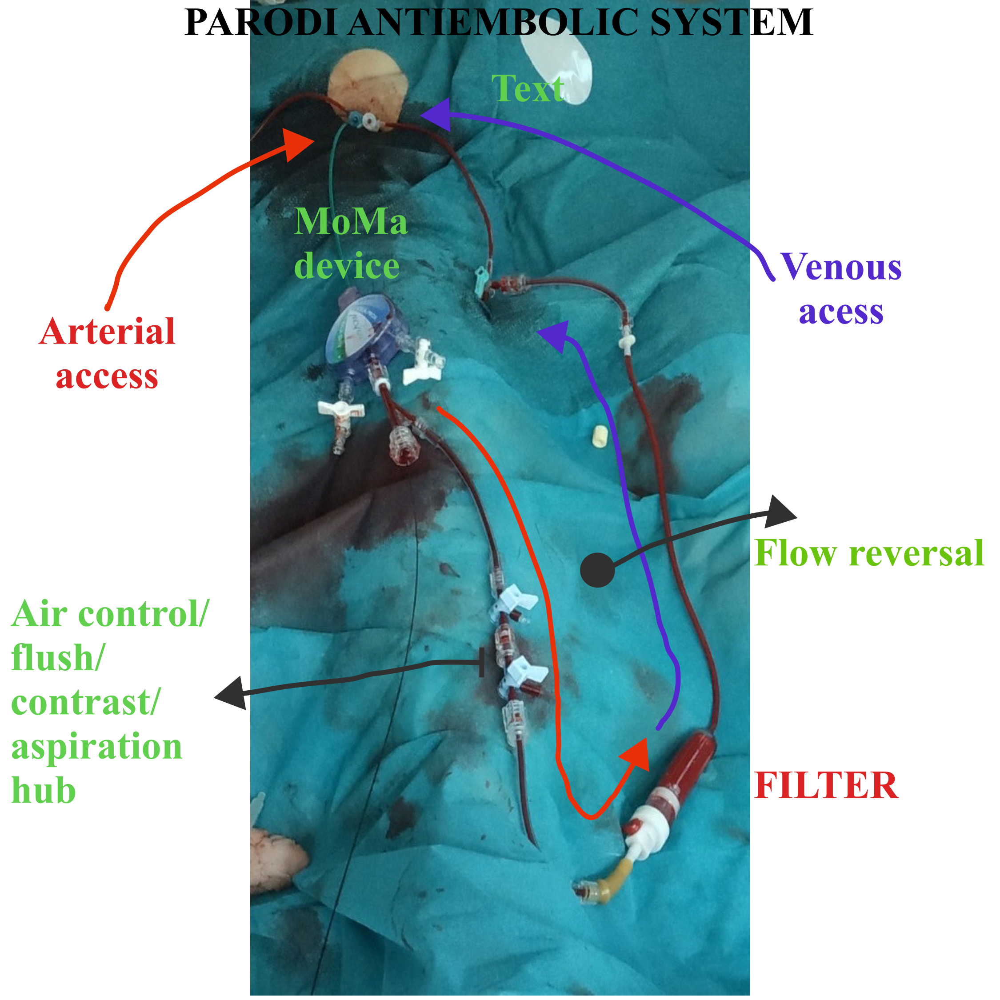 PARODI ANTIEMBOLIC SYSTEM
Text
MoMa
device
Venous
acess
Arterial
access
Flow reversal
Air control/
flush/
contrast/
aspiration
hub
FILTER